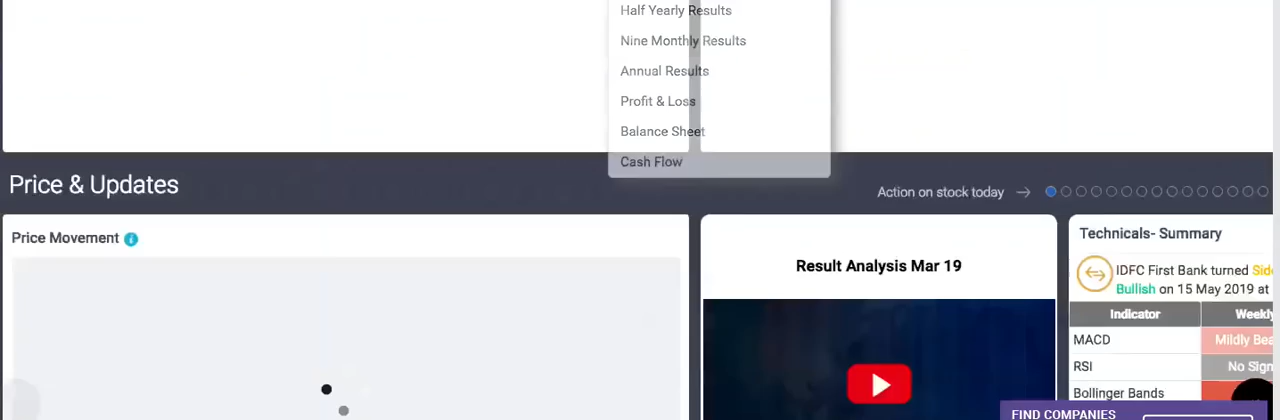 Half Yearly Results
Nine Monthly Results
Annual Results
Profit & Loss
Balance Sheet
Cash Flow
Price & Updates
Action on stock today →
Price Movement
Result Analysis Mar 19
Technicals- Summary
IDFC First Bank turned
Bullish on 15 May 2019 at
Indicator
MACD
RSI
No
Bollinger Bands
Mildly
FIND COMPANIES